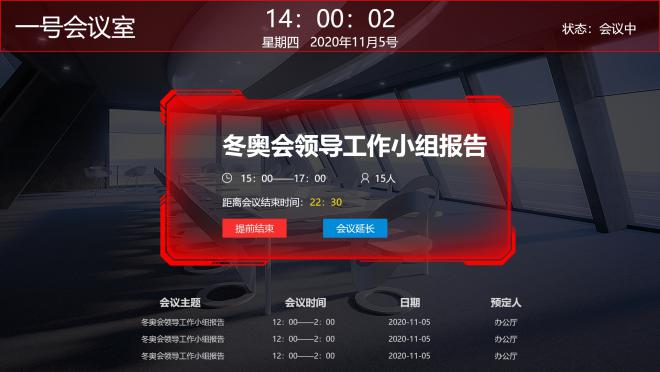 一号会议室
14：00：02
星期四 2020年11月5号
状态：会议中
冬奥会领导工作小组报告
15：00——17：00 15人
距离会议结束时间：22：30
提前结束 会议延长
会议主题 会议时间 日期 预定人
冬奥会领导工作小组报告 12：00——2：00 2020-11-05 办公厅
冬奥会领导工作小组报告 12：00——2：00 2020-11-05 办公厅
冬奥会领导工作小组报告 12：00——2：00 2020-11-05 办公厅